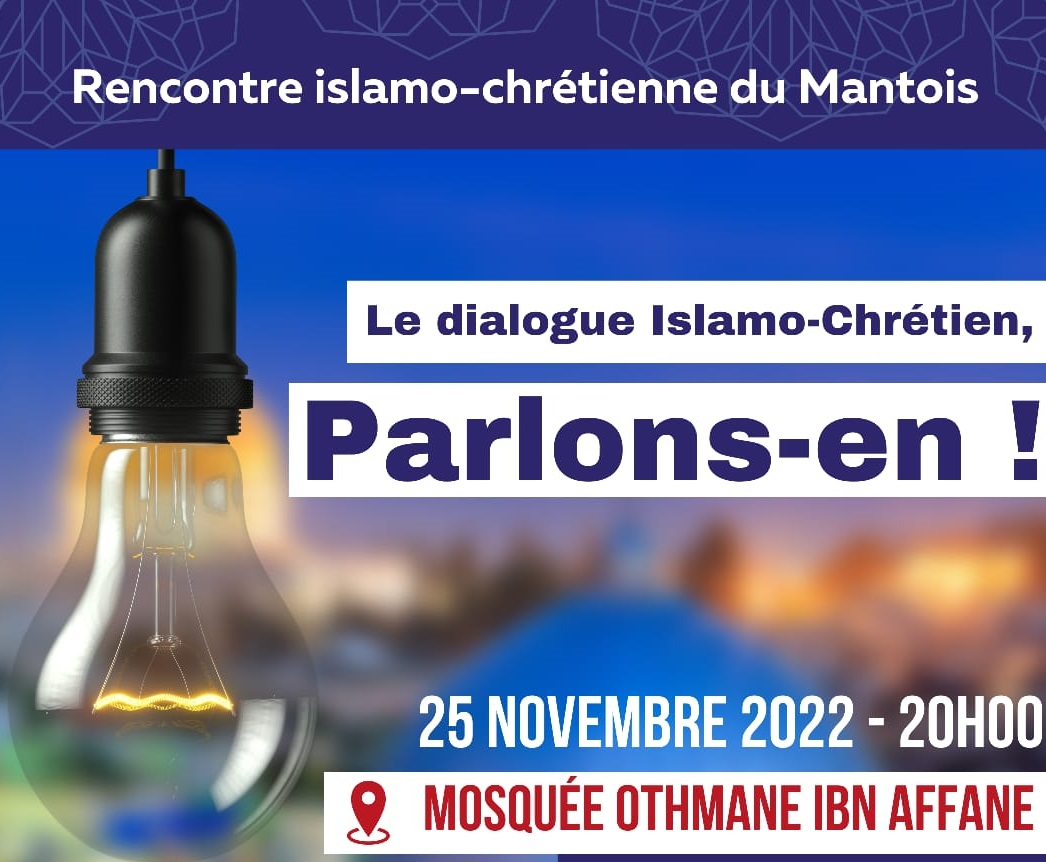 Rencontre islamo-chrétienne du Mantois
Le dialogue Islamo-Chrétien,
Parlons-en !
25 NOVEMBRE 2022 - 20H00
MOSQUÉE OTHMANE IBN AFFANE